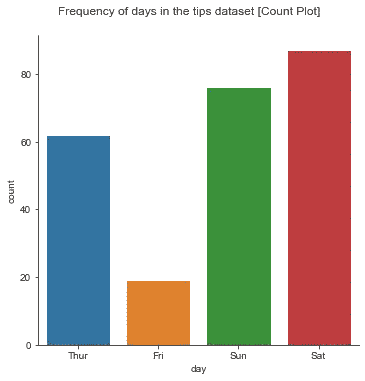 Frequency of days in the tips dataset [Count Plot]
80
60
40
20
0
count
Thur Fri Sun Sat
day